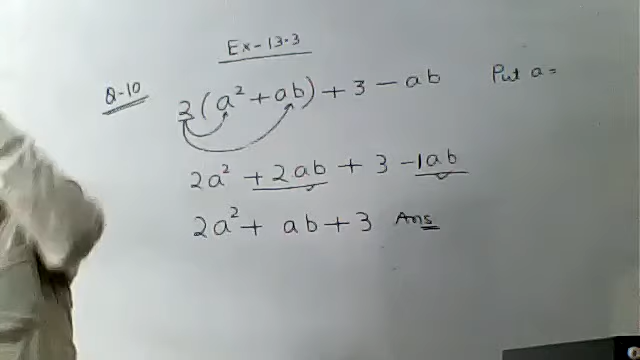 Ex-13.3
Q-10 2(a² + ab) + 3 - ab Put a =
2a² + 2ab + 3 - 1ab
2a² + ab + 3 Ans